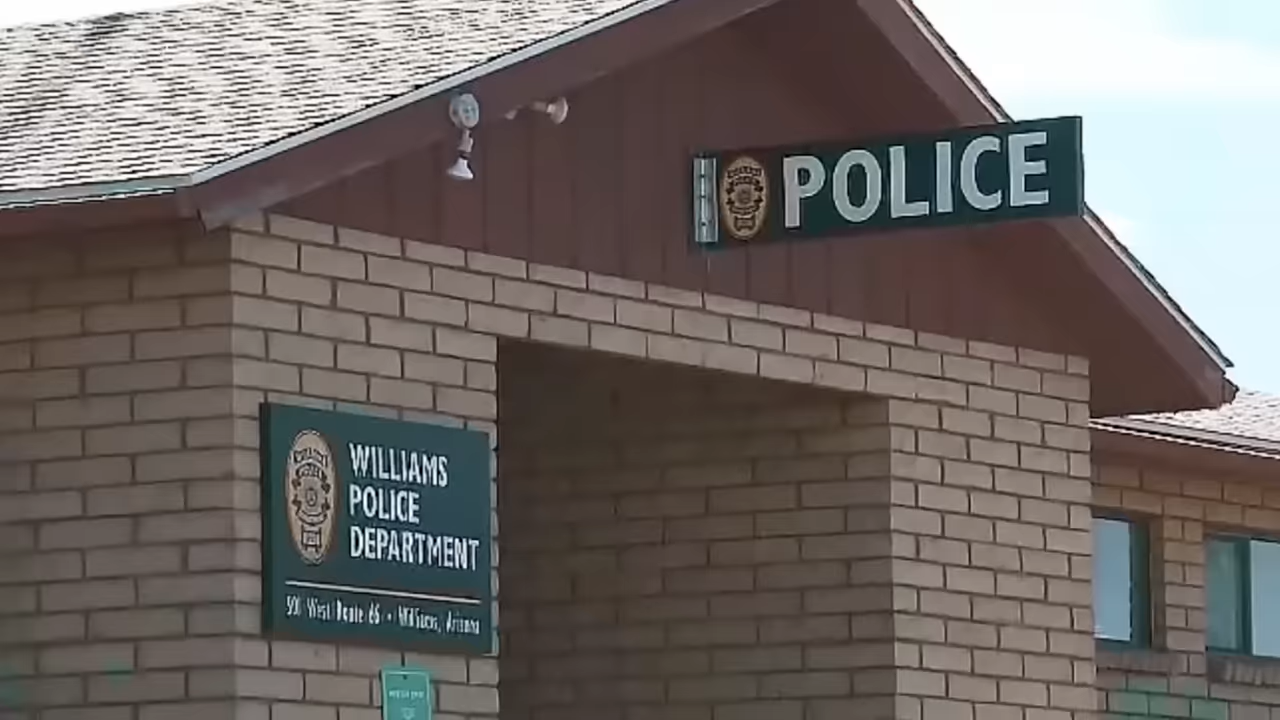 POLICE
WILLIAMS
POLICE
DEPARTMENT
West Route 66 • Williams, Arizona